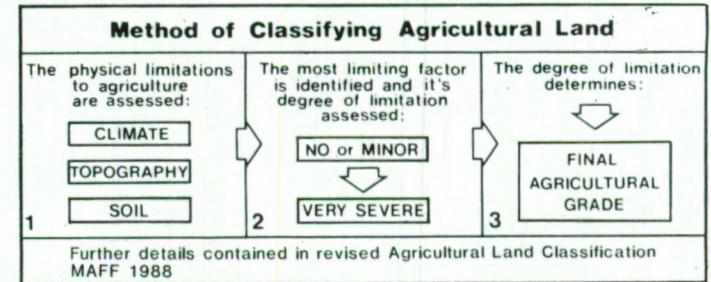 Method of Classifying Agricultural Land
The physical limitations
to agriculture
are assessed:
CLIMATE
TOPOGRAPHY
SOIL
1
The most limiting factor
is identified and it's
degree of limitation
assessed:
NO or MINOR
VERY SEVERE
2
The degree of limitation
determines:
FINAL
AGRICULTURAL
GRADE
3
Further details contained in revised Agricultural Land Classification
MAFF 1988